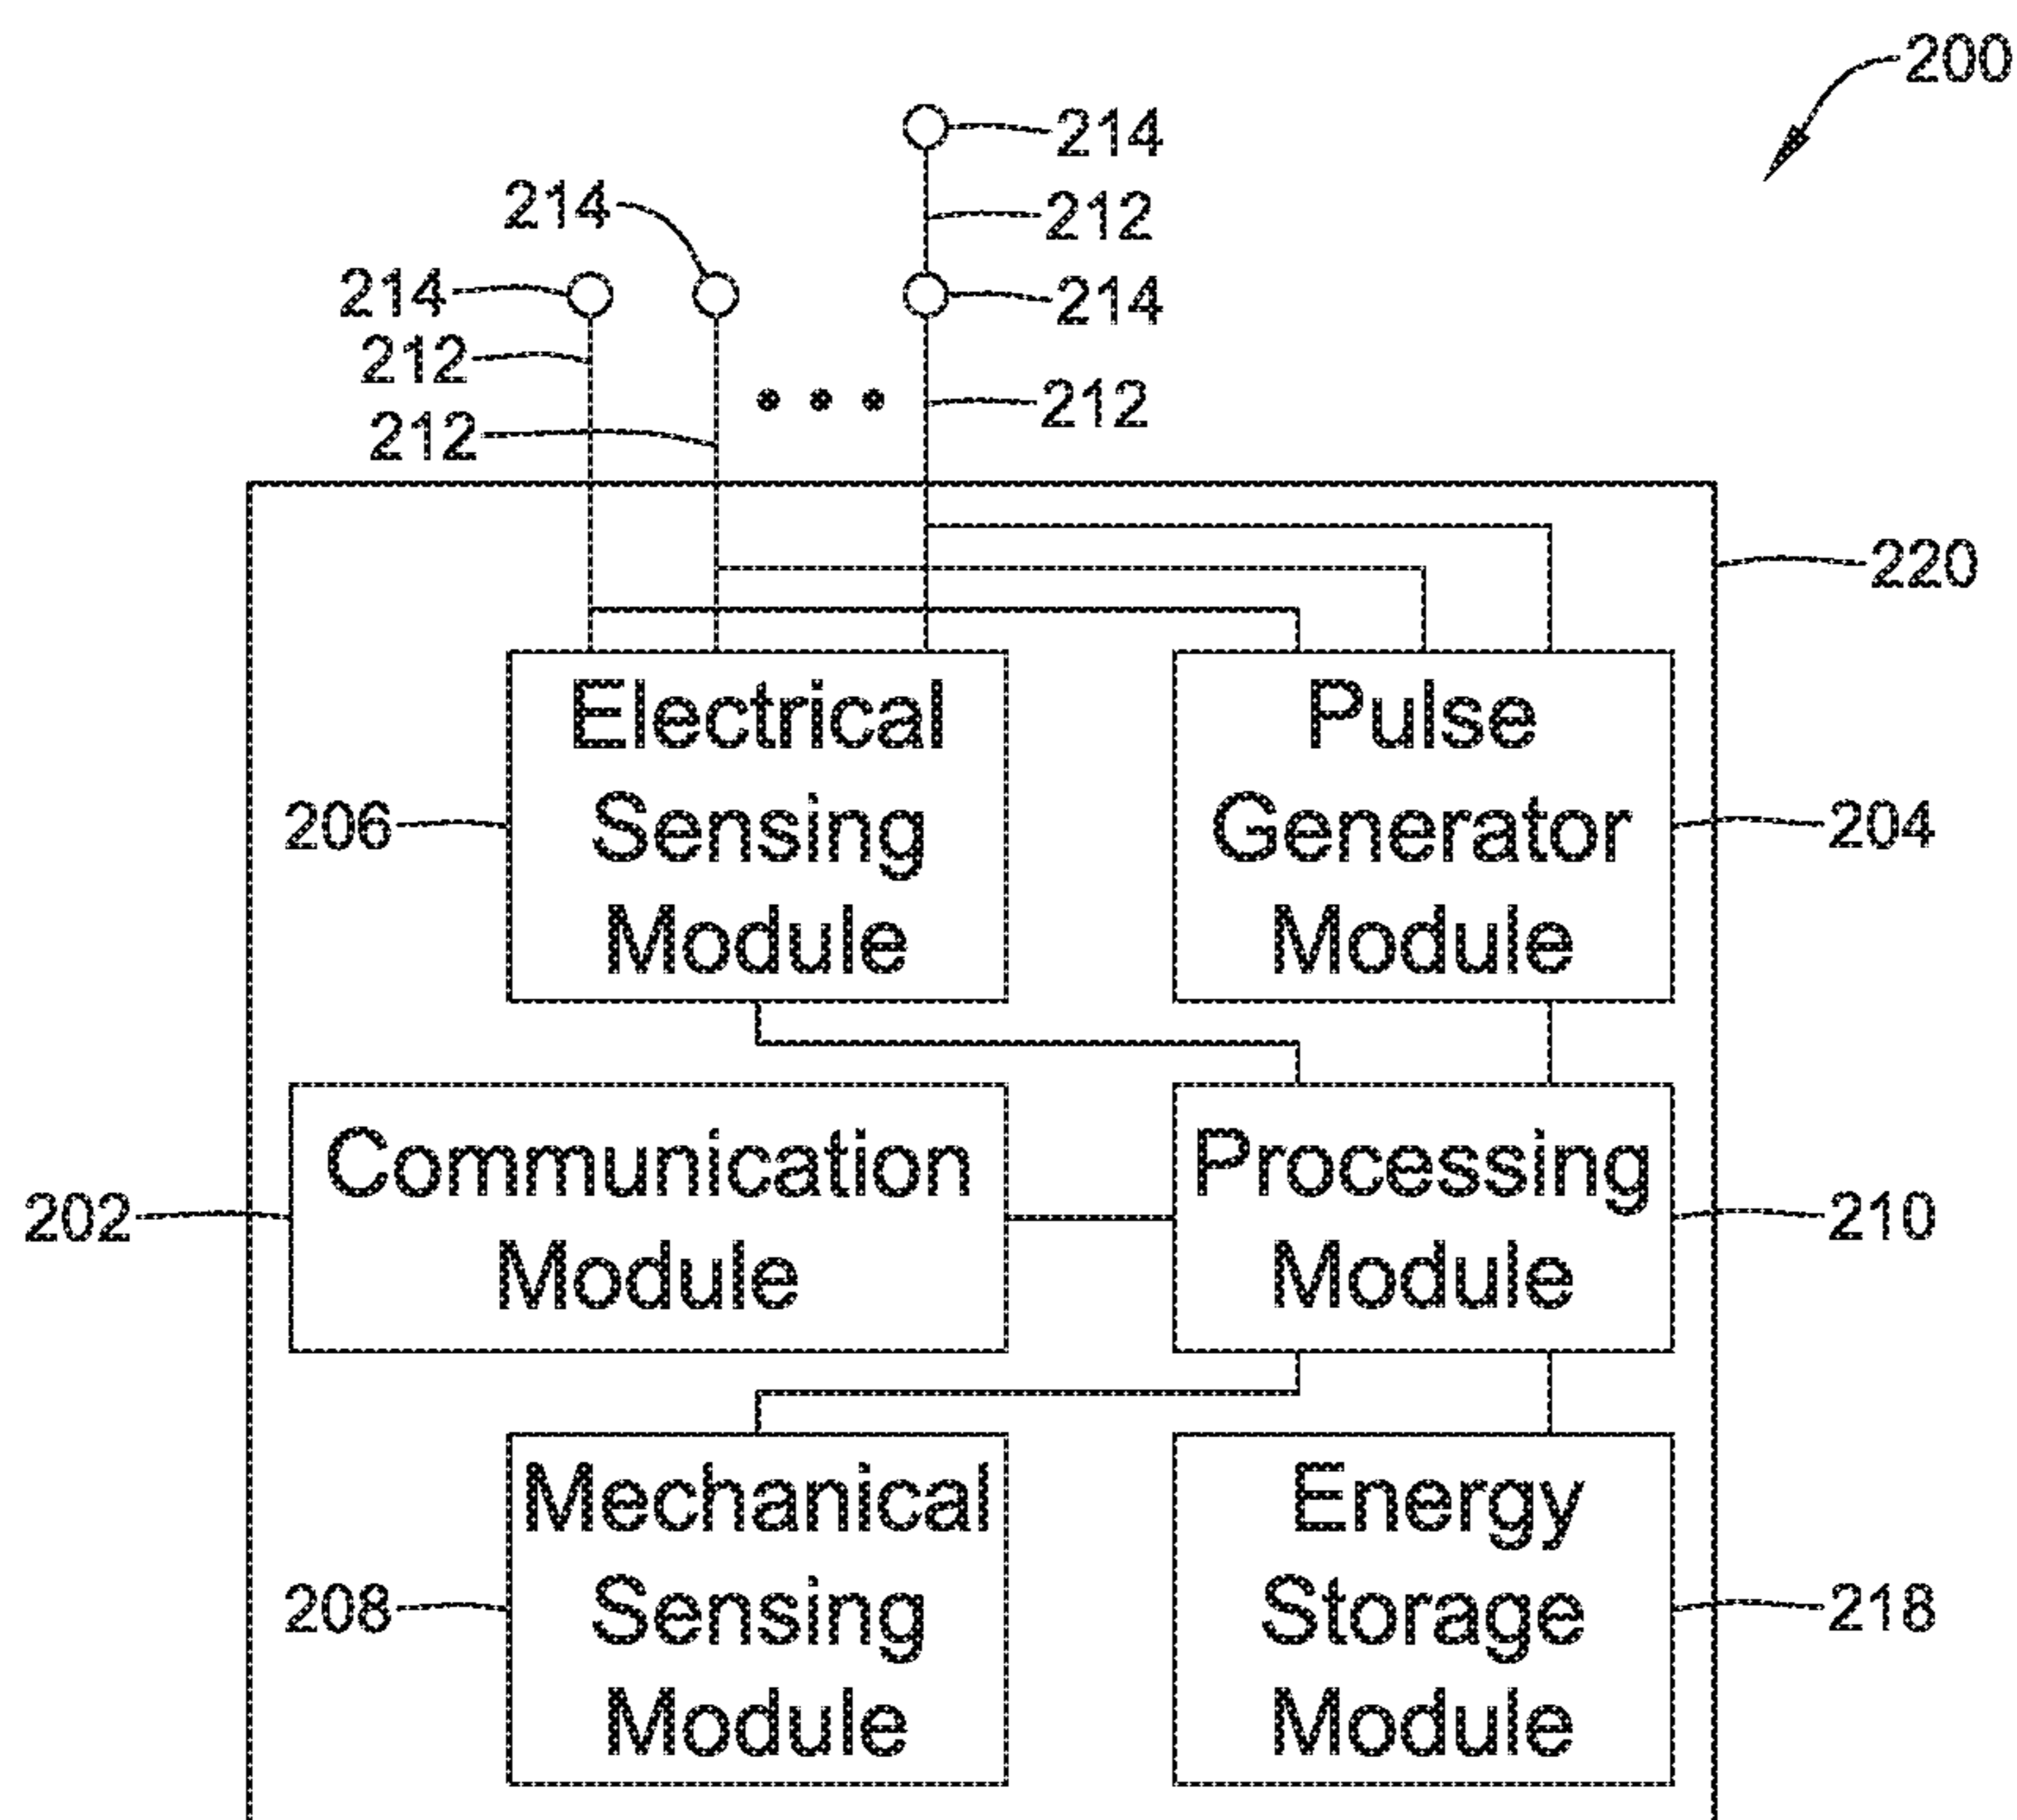 200
214
214
212
214
214
212
212
212
220
Electrical
Sensing
Module
206
Pulse
Generator
Module
204
Communication
Module
202
Processing
Module
210
Mechanical
Sensing
Module
208
Energy
Storage
Module
218